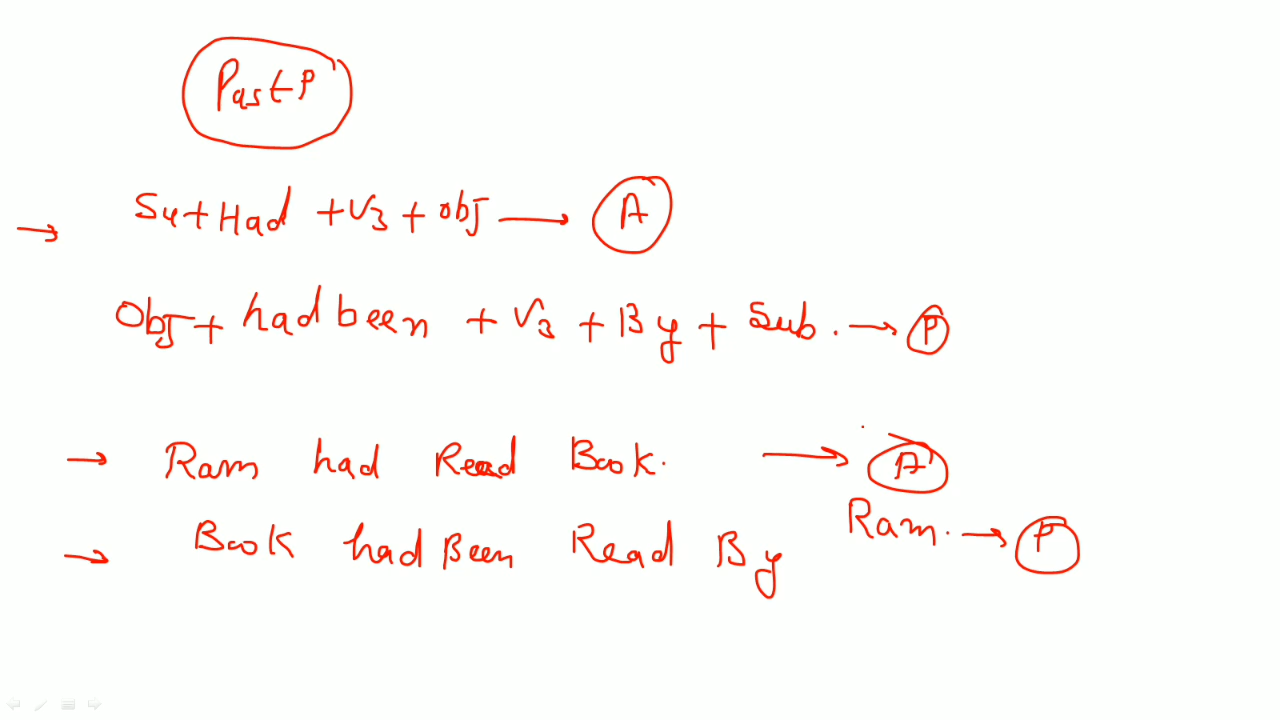 Past P
Su + Had + V3 + obj → A
Obj + had been + V3 + By + Sub. → P
→ Ram had Read Book. → A
→ Book had Been Read By Ram. → P